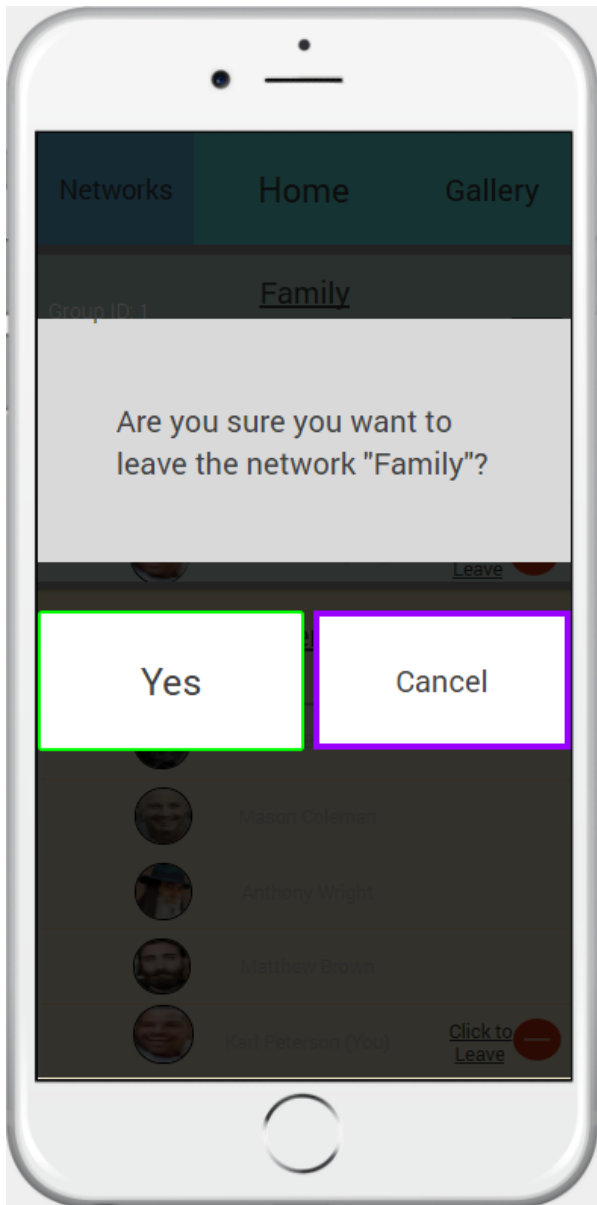 Networks Home Gallery
Family
Group ID: 1
Are you sure you want to
leave the network "Family"?
Leave
Yes
Cancel
Mason Coleman
Anthony Wright
Matthew Brown
Karl Peterson (You)
Click to
Leave